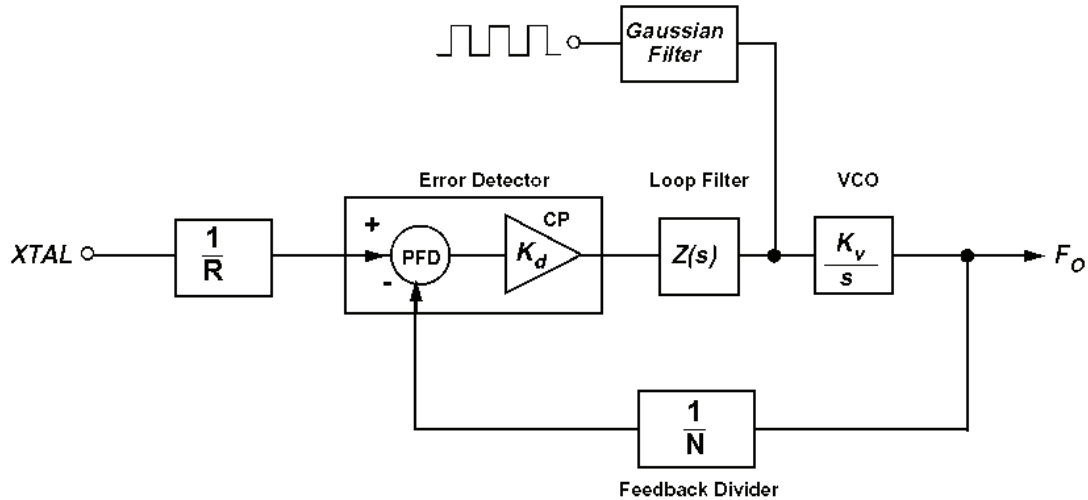 Gaussian
Filter
Error Detector
Loop Filter
VCO
XTAL
1
R
+
PFD
-
CP
K_d
Z(s)
K_v
s
F_O
1
N
Feedback Divider